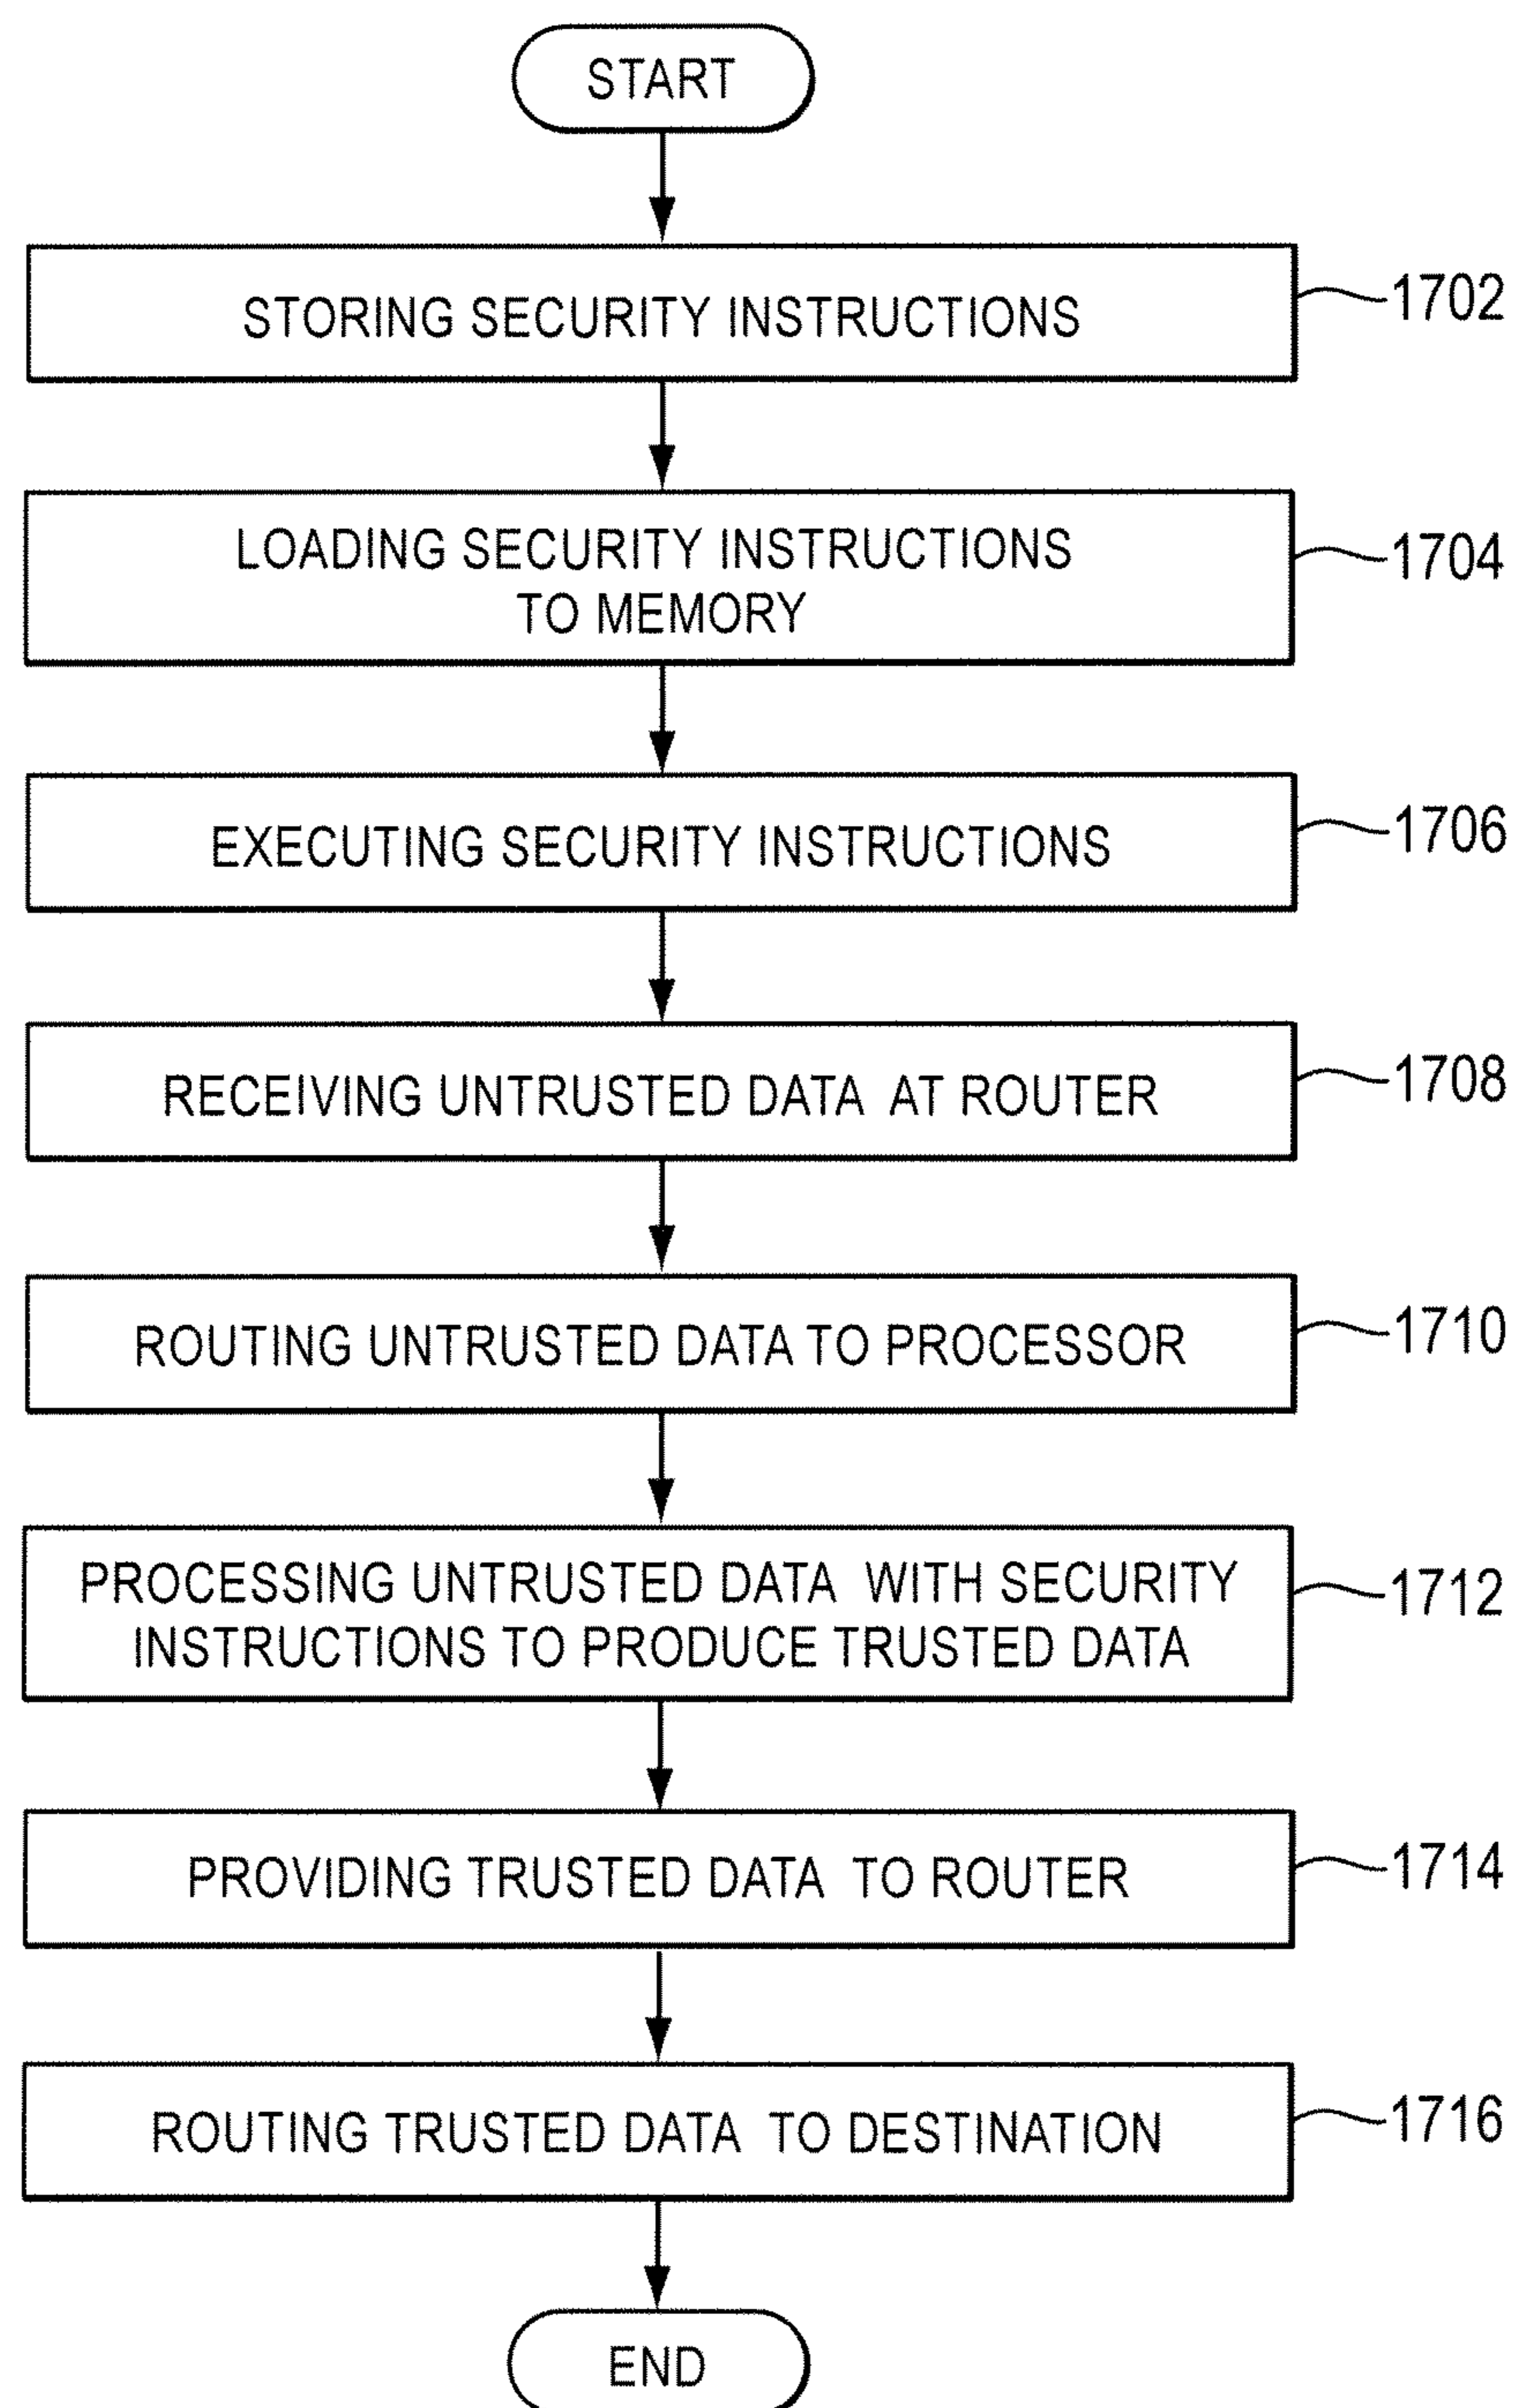 START
STORING SECURITY INSTRUCTIONS
1702
LOADING SECURITY INSTRUCTIONS
TO MEMORY
1704
EXECUTING SECURITY INSTRUCTIONS
1706
RECEIVING UNTRUSTED DATA AT ROUTER
1708
ROUTING UNTRUSTED DATA TO PROCESSOR
1710
PROCESSING UNTRUSTED DATA WITH SECURITY
INSTRUCTIONS TO PRODUCE TRUSTED DATA
1712
PROVIDING TRUSTED DATA TO ROUTER
1714
ROUTING TRUSTED DATA TO DESTINATION
1716
END